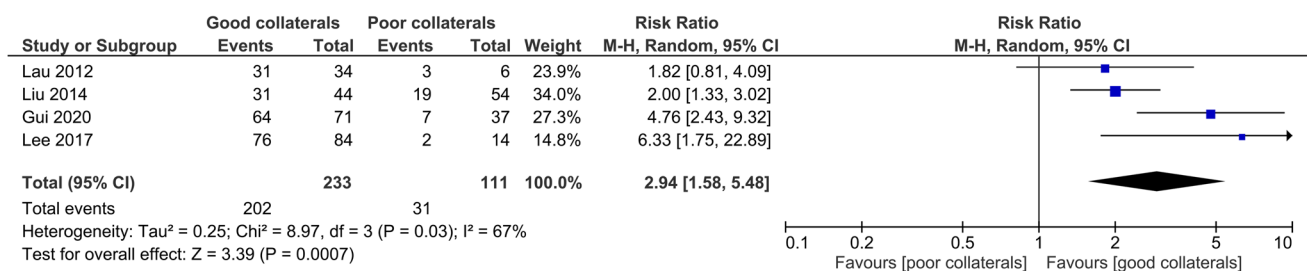 Good collaterals Poor collaterals Risk Ratio Risk Ratio
Study or Subgroup Events Total Events Total Weight M-H, Random, 95% CI M-H, Random, 95% CI
Lau 2012 31 34 3 6 23.9% 1.82 [0.81, 4.09]
Liu 2014 31 44 19 54 34.0% 2.00 [1.33, 3.02]
Gui 2020 64 71 7 37 27.3% 4.76 [2.43, 9.32]
Lee 2017 76 84 2 14 14.8% 6.33 [1.75, 22.89]
Total (95% CI) 233 111 100.0% 2.94 [1.58, 5.48]
Total events 202 31
Heterogeneity: Tau² = 0.25; Chi² = 8.97, df = 3 (P = 0.03); I² = 67%
Test for overall effect: Z = 3.39 (P = 0.0007)
0.1 0.2 0.5 1 2 5 10
Favours [poor collaterals] Favours [good collaterals]